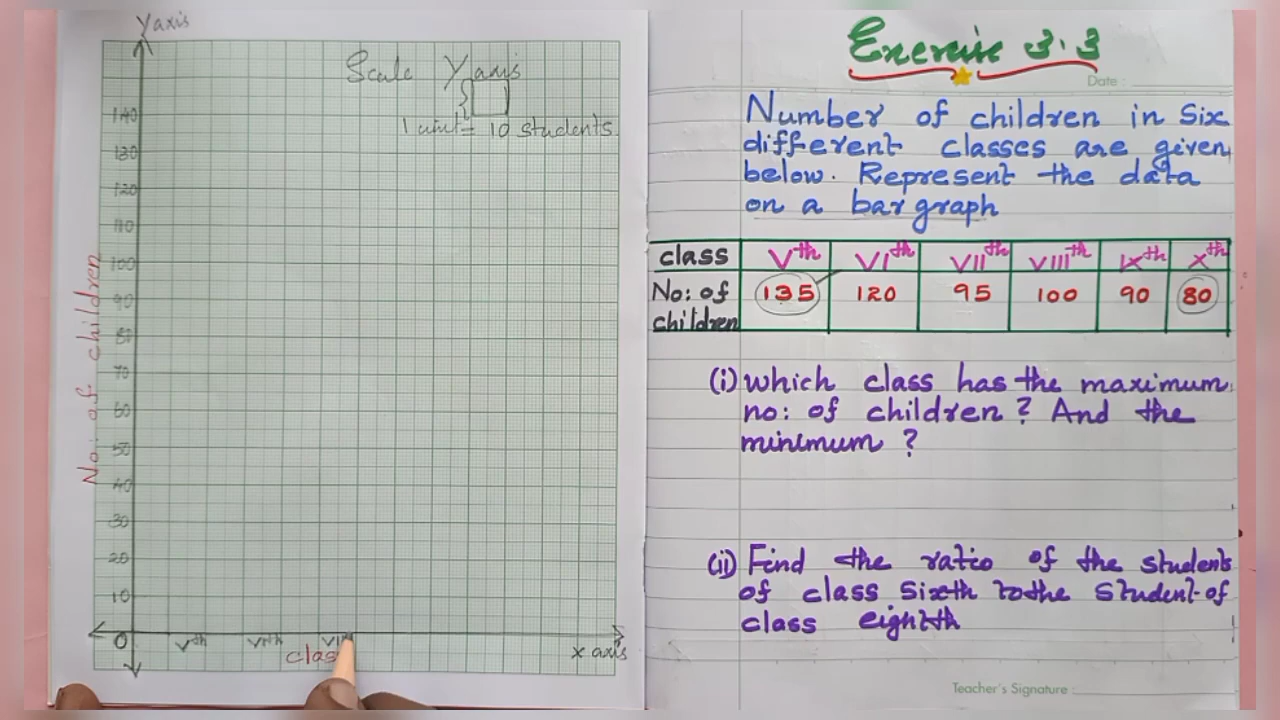 Yaxis
Scale Yaxis
1 unit = 10 students
140
130
120
110
100
90
80
70
60
50
40
30
20
10
0
No: of children
Vth VIth VII
clas
x axis
Exercise 3.3
Date :
Number of children in six
different classes are given
below. Represent the data
on a bar graph
class Vth VIth VIIth VIIIth IXth Xth
No: of children 135 120 95 100 90 80
(i) which class has the maximum
no: of children? And the
minimum?
(ii) Find the ratio of the students
of class sixth to the student of
class eighth
Teacher's Signature :